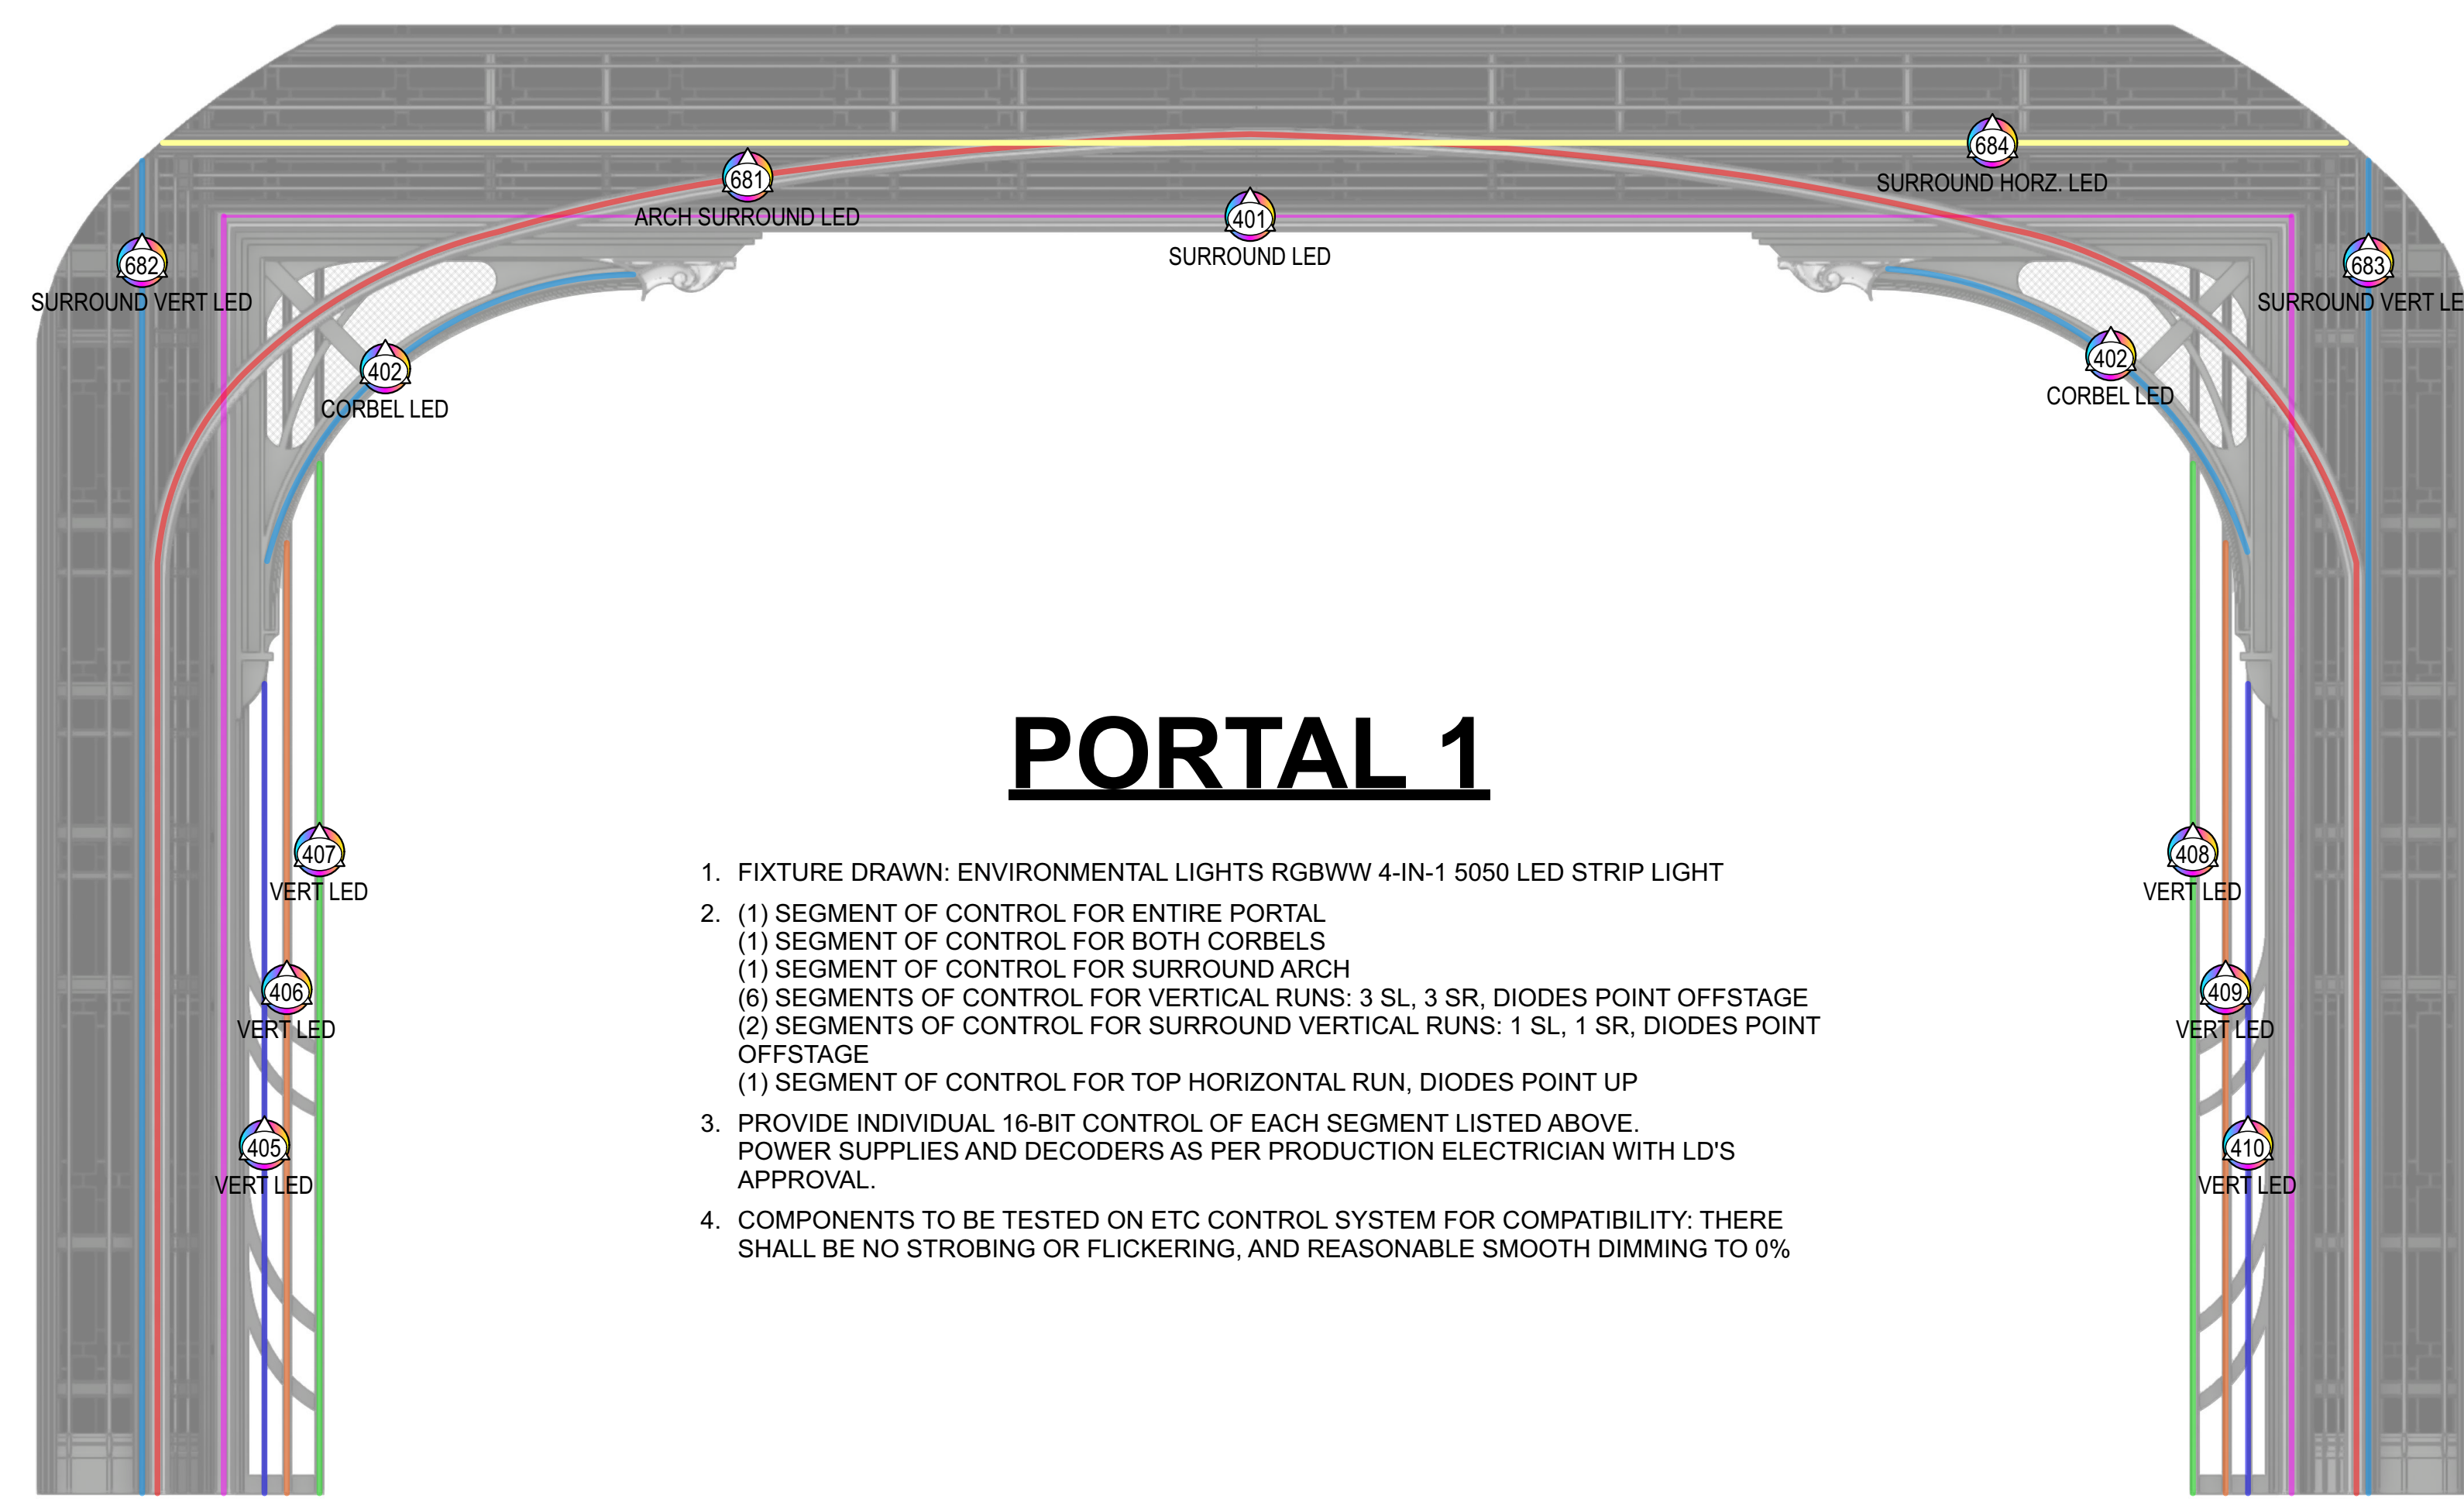 684
SURROUND HORZ. LED
681
ARCH SURROUND LED
401
SURROUND LED
682
SURROUND VERT LED
683
SURROUND VERT LE
402
CORBEL LED
402
CORBEL LED
PORTAL 1
407
VERT LED
408
VERT LED
406
VERT LED
409
VERT LED
405
VERT LED
410
VERT LED
1. FIXTURE DRAWN: ENVIRONMENTAL LIGHTS RGBWW 4-IN-1 5050 LED STRIP LIGHT
2. (1) SEGMENT OF CONTROL FOR ENTIRE PORTAL
(1) SEGMENT OF CONTROL FOR BOTH CORBELS
(1) SEGMENT OF CONTROL FOR SURROUND ARCH
(6) SEGMENTS OF CONTROL FOR VERTICAL RUNS: 3 SL, 3 SR, DIODES POINT OFFSTAGE
(2) SEGMENTS OF CONTROL FOR SURROUND VERTICAL RUNS: 1 SL, 1 SR, DIODES POINT
OFFSTAGE
(1) SEGMENT OF CONTROL FOR TOP HORIZONTAL RUN, DIODES POINT UP
3. PROVIDE INDIVIDUAL 16-BIT CONTROL OF EACH SEGMENT LISTED ABOVE.
POWER SUPPLIES AND DECODERS AS PER PRODUCTION ELECTRICIAN WITH LD'S
APPROVAL.
4. COMPONENTS TO BE TESTED ON ETC CONTROL SYSTEM FOR COMPATIBILITY: THERE
SHALL BE NO STROBING OR FLICKERING, AND REASONABLE SMOOTH DIMMING TO 0%